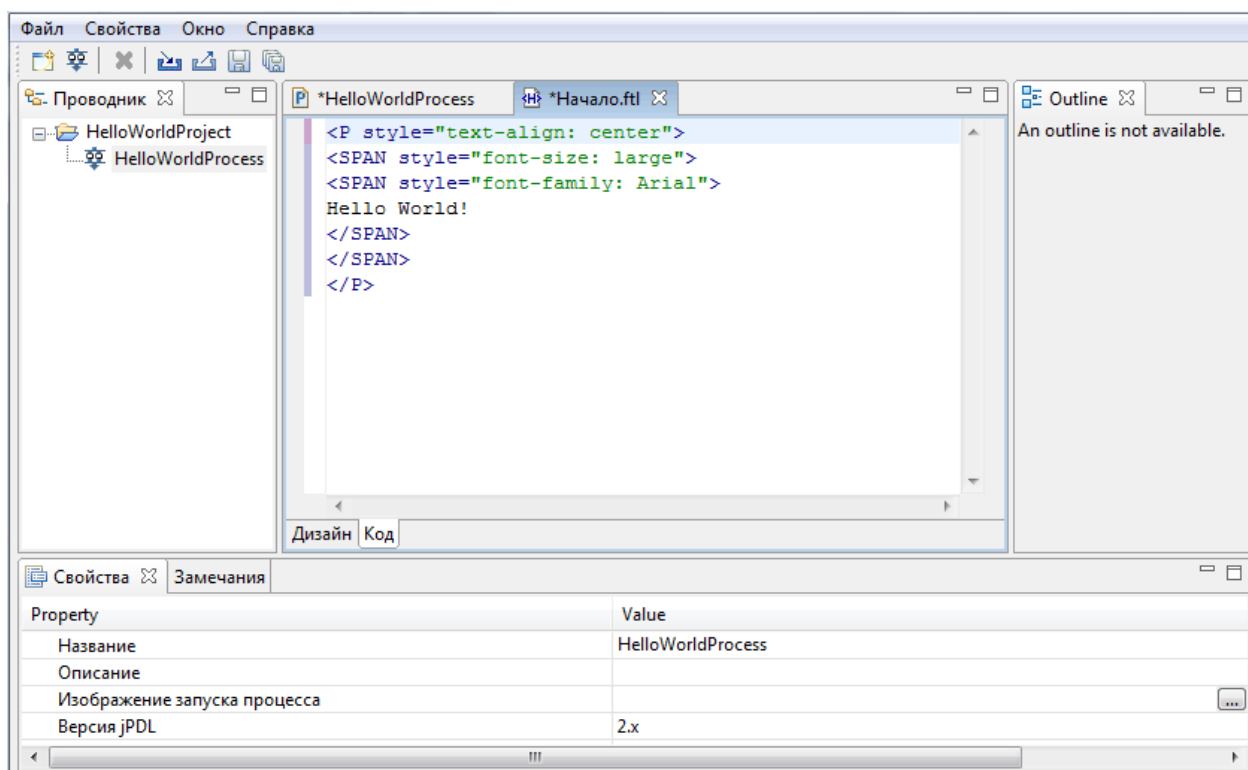 Файл Свойства Окно Справка
Проводник
HelloWorldProject
HelloWorldProcess
*HelloWorldProcess *Начало.ftl
<P style="text-align: center">
<SPAN style="font-size: large">
<SPAN style="font-family: Arial">
Hello World!
</SPAN>
</SPAN>
</P>
Дизайн Код
Outline
An outline is not available.
Свойства Замечания
Property Value
Название HelloWorldProcess
Описание
Изображение запуска процесса ...
Версия jPDL 2.x